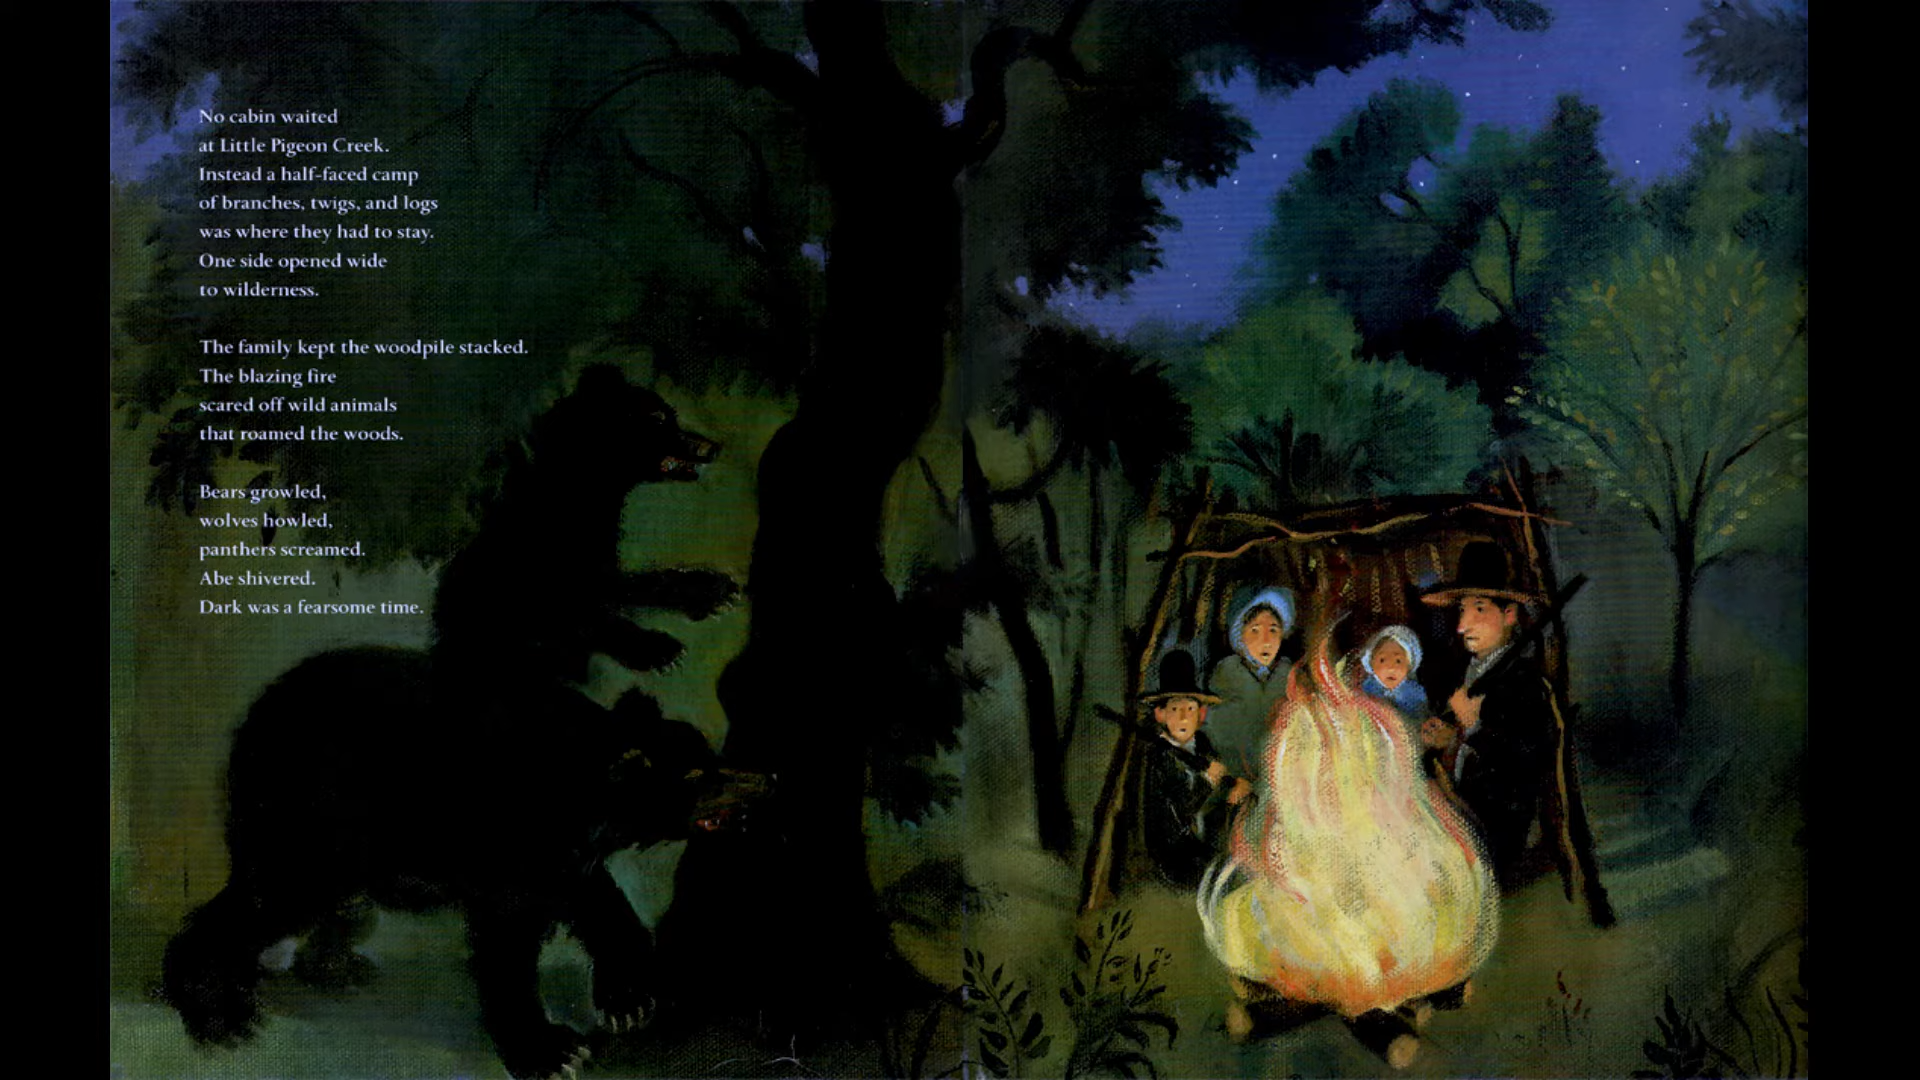 No cabin waited
at Little Pigeon Creek.
Instead a half-faced camp
of branches, twigs, and logs
was where they had to stay.
One side opened wide
to wilderness.
The family kept the woodpile stacked.
The blazing fire
scared off wild animals
that roamed the woods.
Bears growled,
wolves howled,
panthers screamed.
Abe shivered.
Dark was a fearsome time.